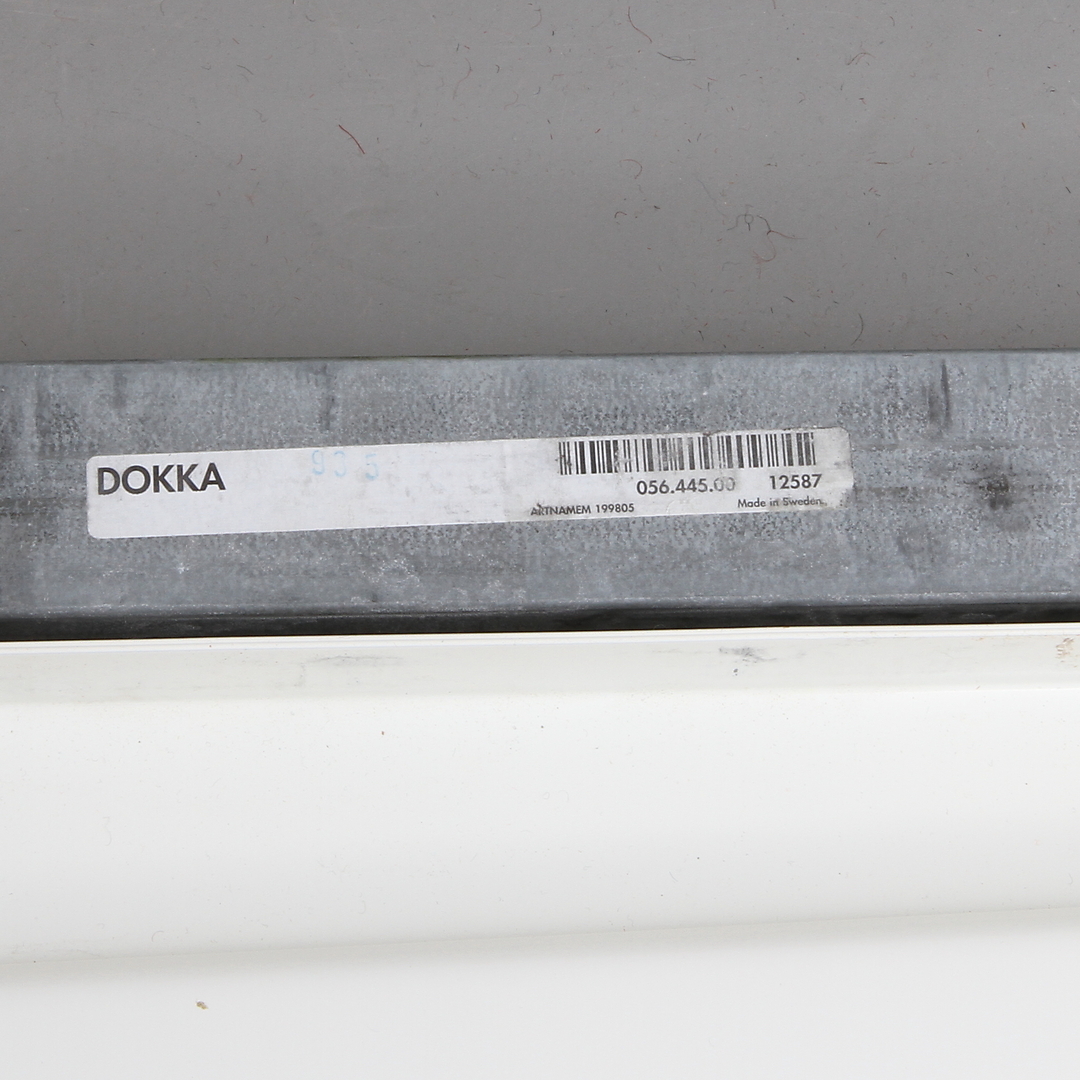 DOKKA
93 5
056.445.00 12587
ARTNAMEM 199805 Made in Sweden.